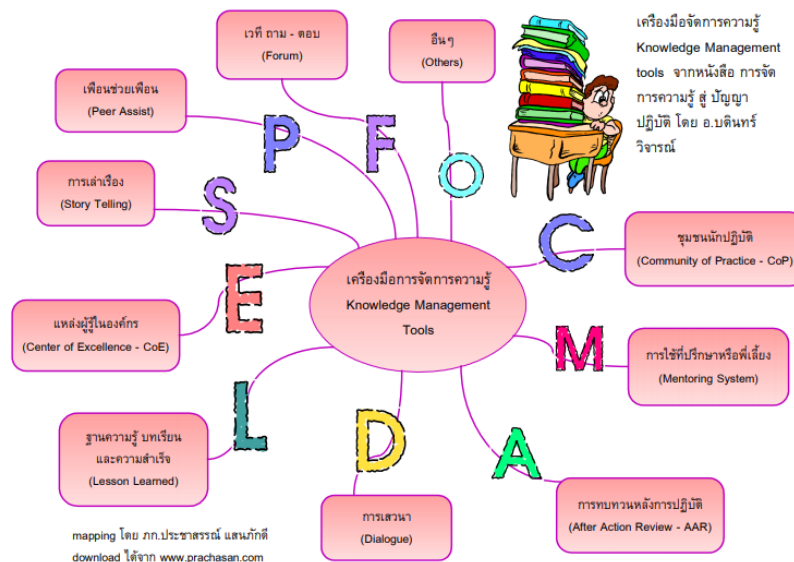 เวที ถาม - ตอบ
(Forum)
อื่นๆ
(Others)
เครื่องมือจัดการความรู้
Knowledge Management
tools จากหนังสือ การจัด
การความรู้ สู่ ปัญญา
ปฏิบัติ โดย อ.บดินทร์
วิจารณ์
เพื่อนช่วยเพื่อน
(Peer Assist)
P
F
O
การเล่าเรื่อง
(Story Telling)
S
C
ชุมชนนักปฏิบัติ
(Community of Practice - CoP)
เครื่องมือการจัดการความรู้
Knowledge Management
Tools
E
แหล่งผู้รู้ในองค์กร
(Center of Excellence - CoE)
M
การใช้ที่ปรึกษาหรือพี่เลี้ยง
(Mentoring System)
L
ฐานความรู้ บทเรียน
และความสำเร็จ
(Lesson Learned)
D
A
การเสวนา
(Dialogue)
การทบทวนหลังการปฏิบัติ
(After Action Review - AAR)
mapping โดย ภก.ประชาสรรณ์ แสนภักดี
download ได้จาก www.prachasan.com